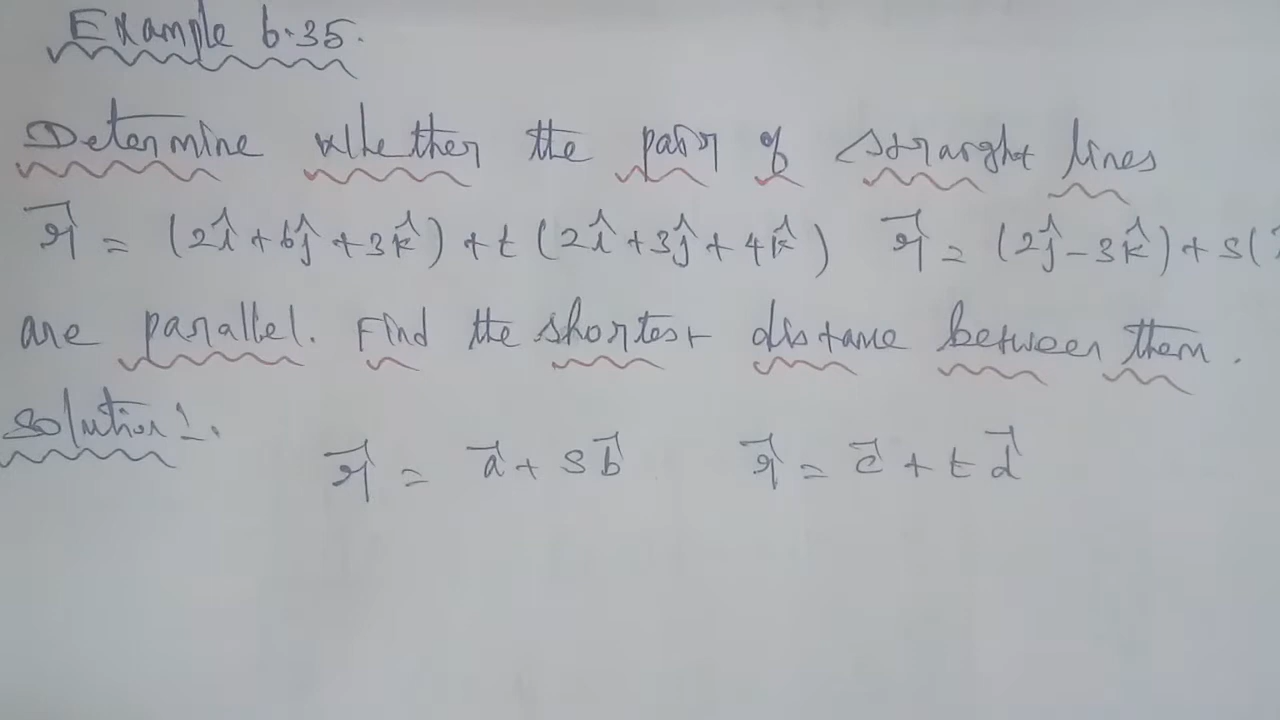 Example 6.35.
Determine whether the pair of straight lines
r⃗ = (2î + 6ĵ + 3k̂) + t (2î + 3ĵ + 4k̂) r⃗ = (2ĵ - 3k̂) + s(
are parallel. Find the shortest distance between them.
Solution:.
r⃗ = a⃗ + s b⃗ r⃗ = c⃗ + t d⃗